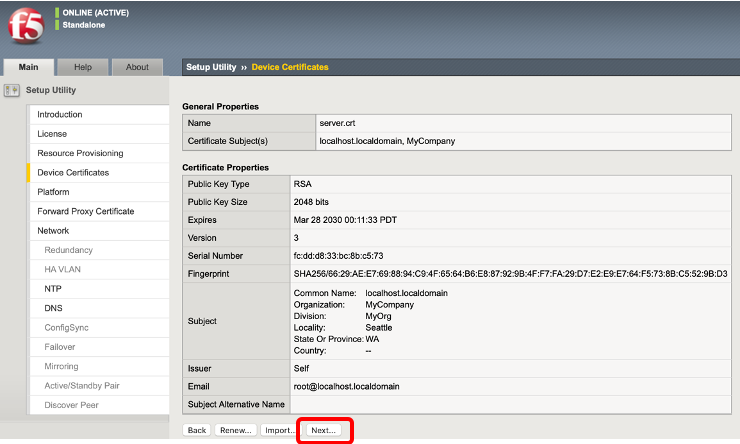 f5
ONLINE (ACTIVE)
Standalone
Main Help About
Setup Utility
Introduction
License
Resource Provisioning
Device Certificates
Platform
Forward Proxy Certificate
Network
Redundancy
HA VLAN
NTP
DNS
ConfigSync
Failover
Mirroring
Active/Standby Pair
Discover Peer
Setup Utility ›› Device Certificates
General Properties
Name server.crt
Certificate Subject(s) localhost.localdomain, MyCompany
Certificate Properties
Public Key Type RSA
Public Key Size 2048 bits
Expires Mar 28 2030 00:11:33 PDT
Version 3
Serial Number fc:dd:d8:33:bc:8b:c5:73
Fingerprint SHA256/66:29:AE:E7:69:88:94:C9:4F:65:64:B6:E8:87:92:9B:4F:F7:FA:29:D7:E2:E9:E7:64:F5:73:8B:C5:52:9B:D3
Subject
Common Name: localhost.localdomain
Organization: MyCompany
Division: MyOrg
Locality: Seattle
State Or Province: WA
Country: --
Issuer Self
Email root@localhost.localdomain
Subject Alternative Name
Back Renew... Import... Next...